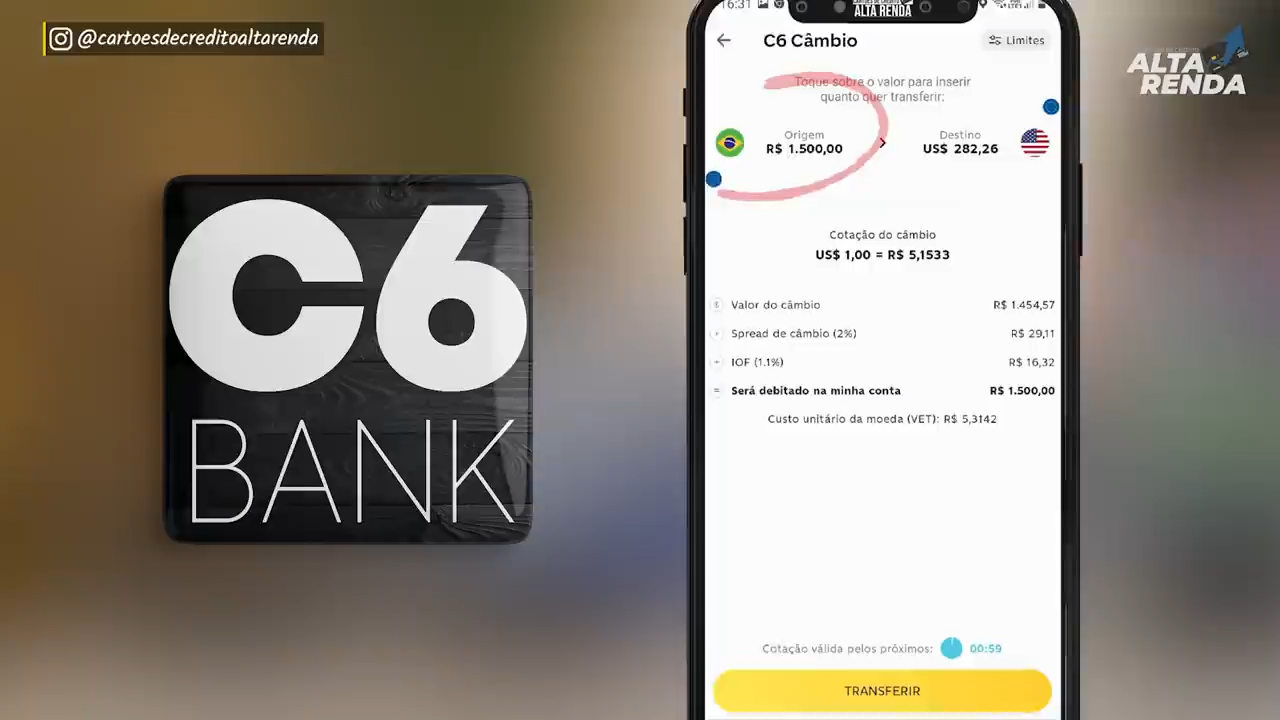 @cartoesdecreditoaltarenda
ALTA
RENDA
C6
BANK
16:31
ALTA RENDA
C6 Câmbio
Limites
Toque sobre o valor para inserir
quanto quer transferir:
Origem
R$ 1.500,00
Destino
US$ 282,26
Cotação do câmbio
US$ 1,00 = R$ 5,1533
Valor do câmbio R$ 1.454,57
Spread de câmbio (2%) R$ 29,11
IOF (1.1%) R$ 16,32
= Será debitado na minha conta R$ 1.500,00
Custo unitário da moeda (VET): R$ 5,3142
Cotação válida pelos próximos: 00:59
TRANSFERIR